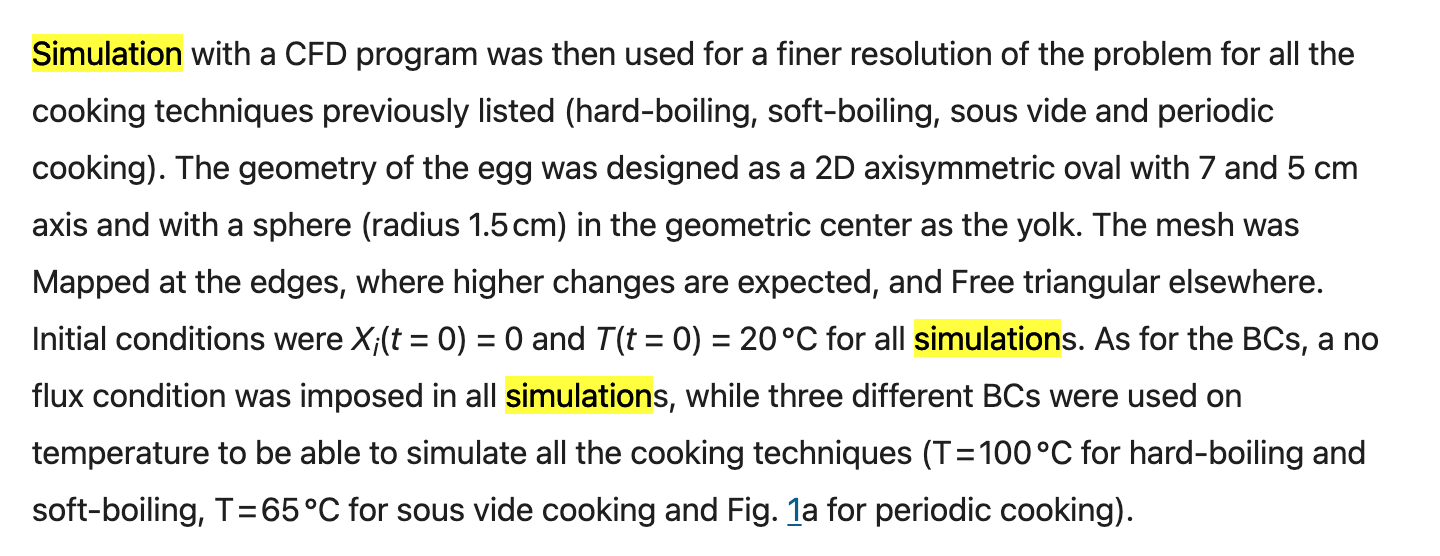 Simulation with a CFD program was then used for a finer resolution of the problem for all the
cooking techniques previously listed (hard-boiling, soft-boiling, sous vide and periodic
cooking). The geometry of the egg was designed as a 2D axisymmetric oval with 7 and 5 cm
axis and with a sphere (radius 1.5 cm) in the geometric center as the yolk. The mesh was
Mapped at the edges, where higher changes are expected, and Free triangular elsewhere.
Initial conditions were Xᵢ(t = 0) = 0 and T(t = 0) = 20 °C for all simulations. As for the BCs, a no
flux condition was imposed in all simulations, while three different BCs were used on
temperature to be able to simulate all the cooking techniques (T = 100 °C for hard-boiling and
soft-boiling, T = 65 °C for sous vide cooking and Fig. 1a for periodic cooking).